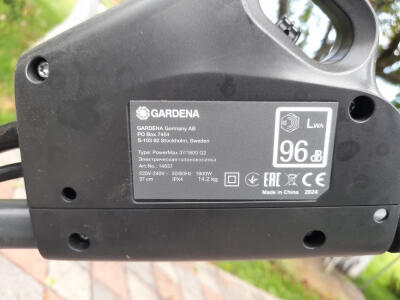 GARDENA
GARDENA Germany AB
PO Box 7454
S-103 92 Stockholm, Sweden
Type: PowerMax 37/1800 G2
Электрическая газонокосилка
Art.No.: 14637
220V-240V~ 50/60Hz 1800W
37 cm IPX4 14.2 kg
EAC
Made in China 2024
LWA
96 dB